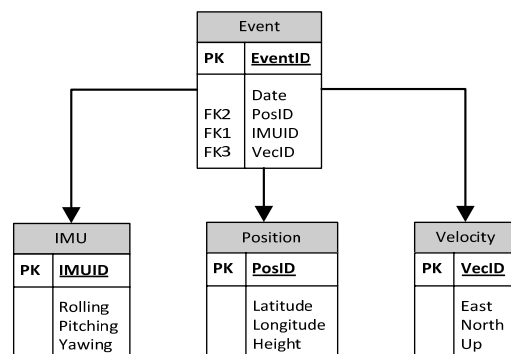 Event
PK EventID
Date
FK2 PosID
FK1 IMUID
FK3 VecID
IMU
PK IMUID
Rolling
Pitching
Yawing
Position
PK PosID
Latitude
Longitude
Height
Velocity
PK VecID
East
North
Up